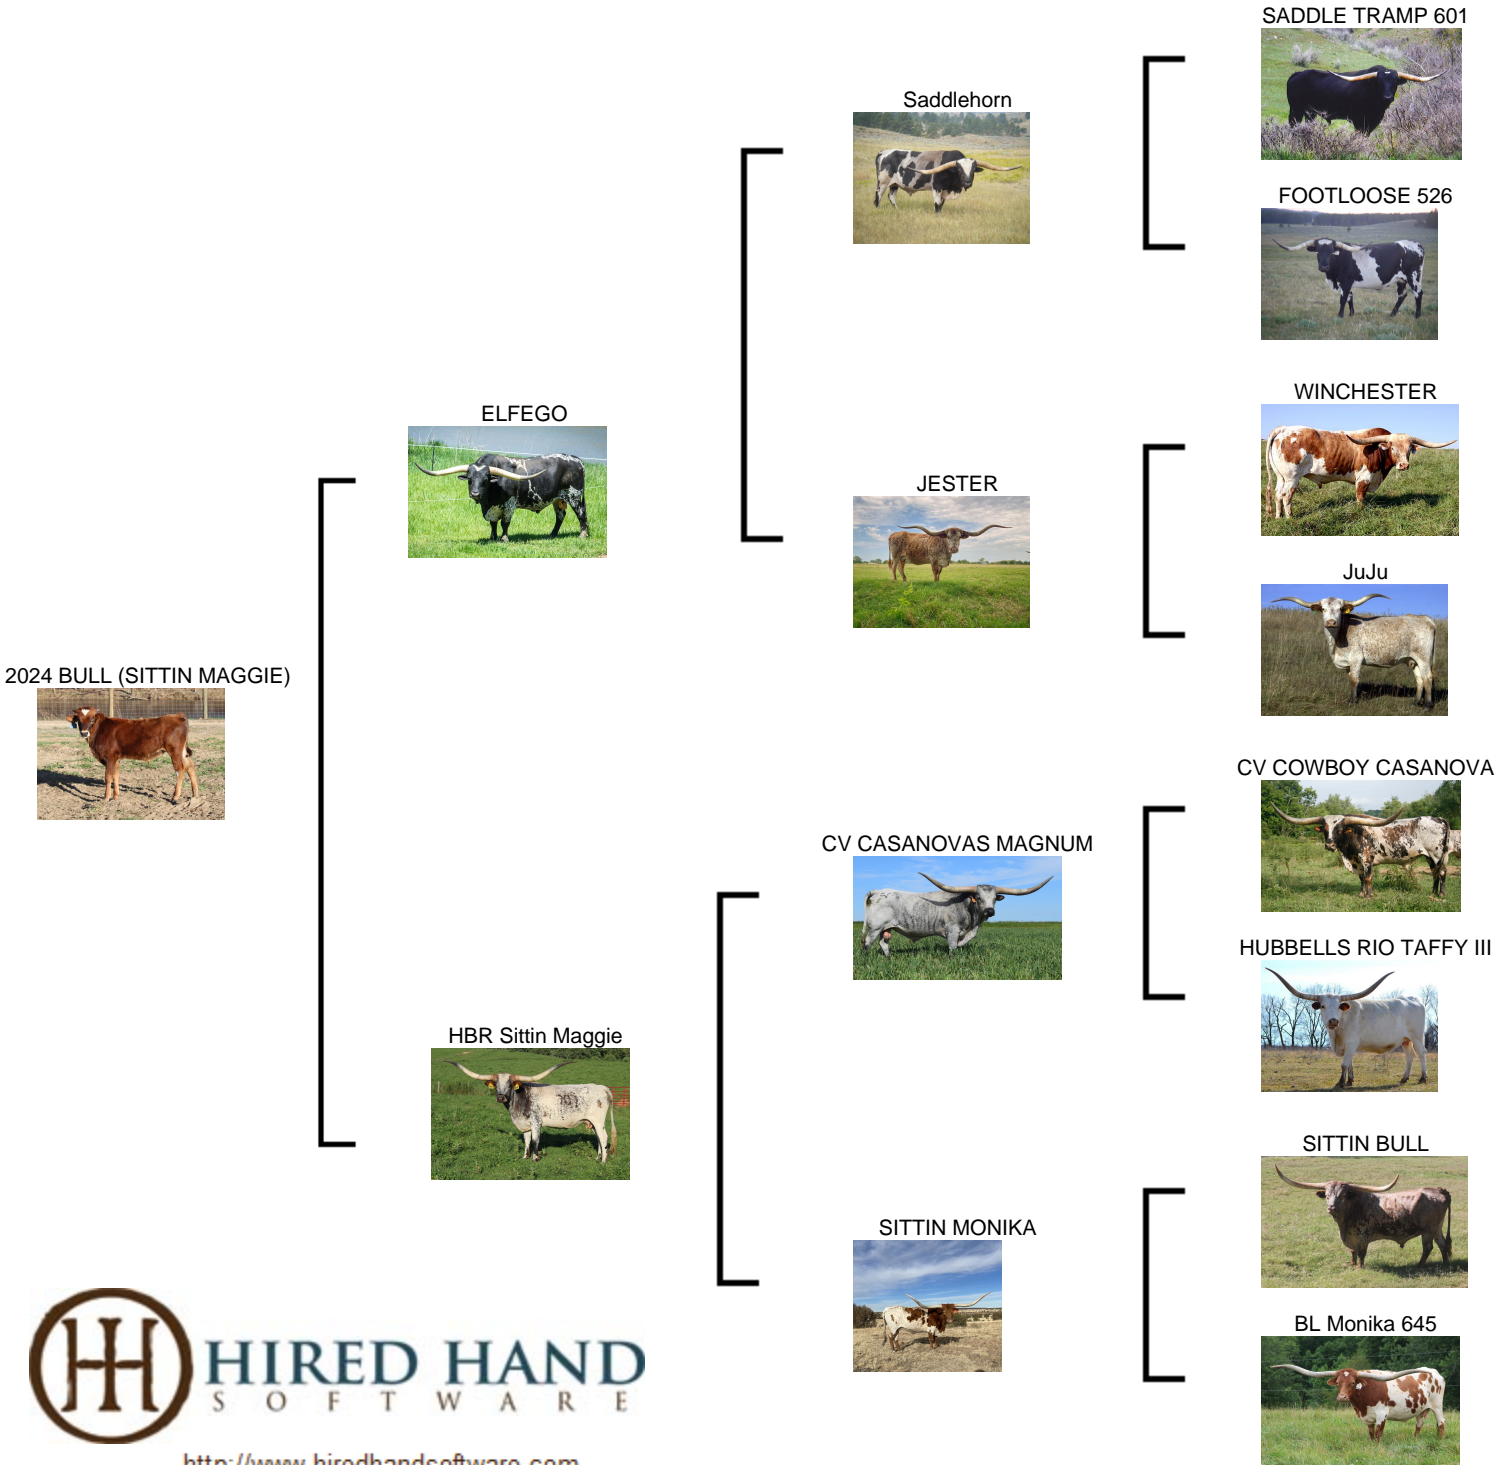 SADDLE TRAMP 601
Saddlehorn
FOOTLOOSE 526
WINCHESTER
ELFEGO
JESTER
JuJu
2024 BULL (SITTIN MAGGIE)
CV COWBOY CASANOVA
CV CASANOVAS MAGNUM
HUBBELLS RIO TAFFY III
HBR Sittin Maggie
SITTIN BULL
SITTIN MONIKA
BL Monika 645
HIRED HAND
SOFTWARE
http://www.hiredhandsoftware.com